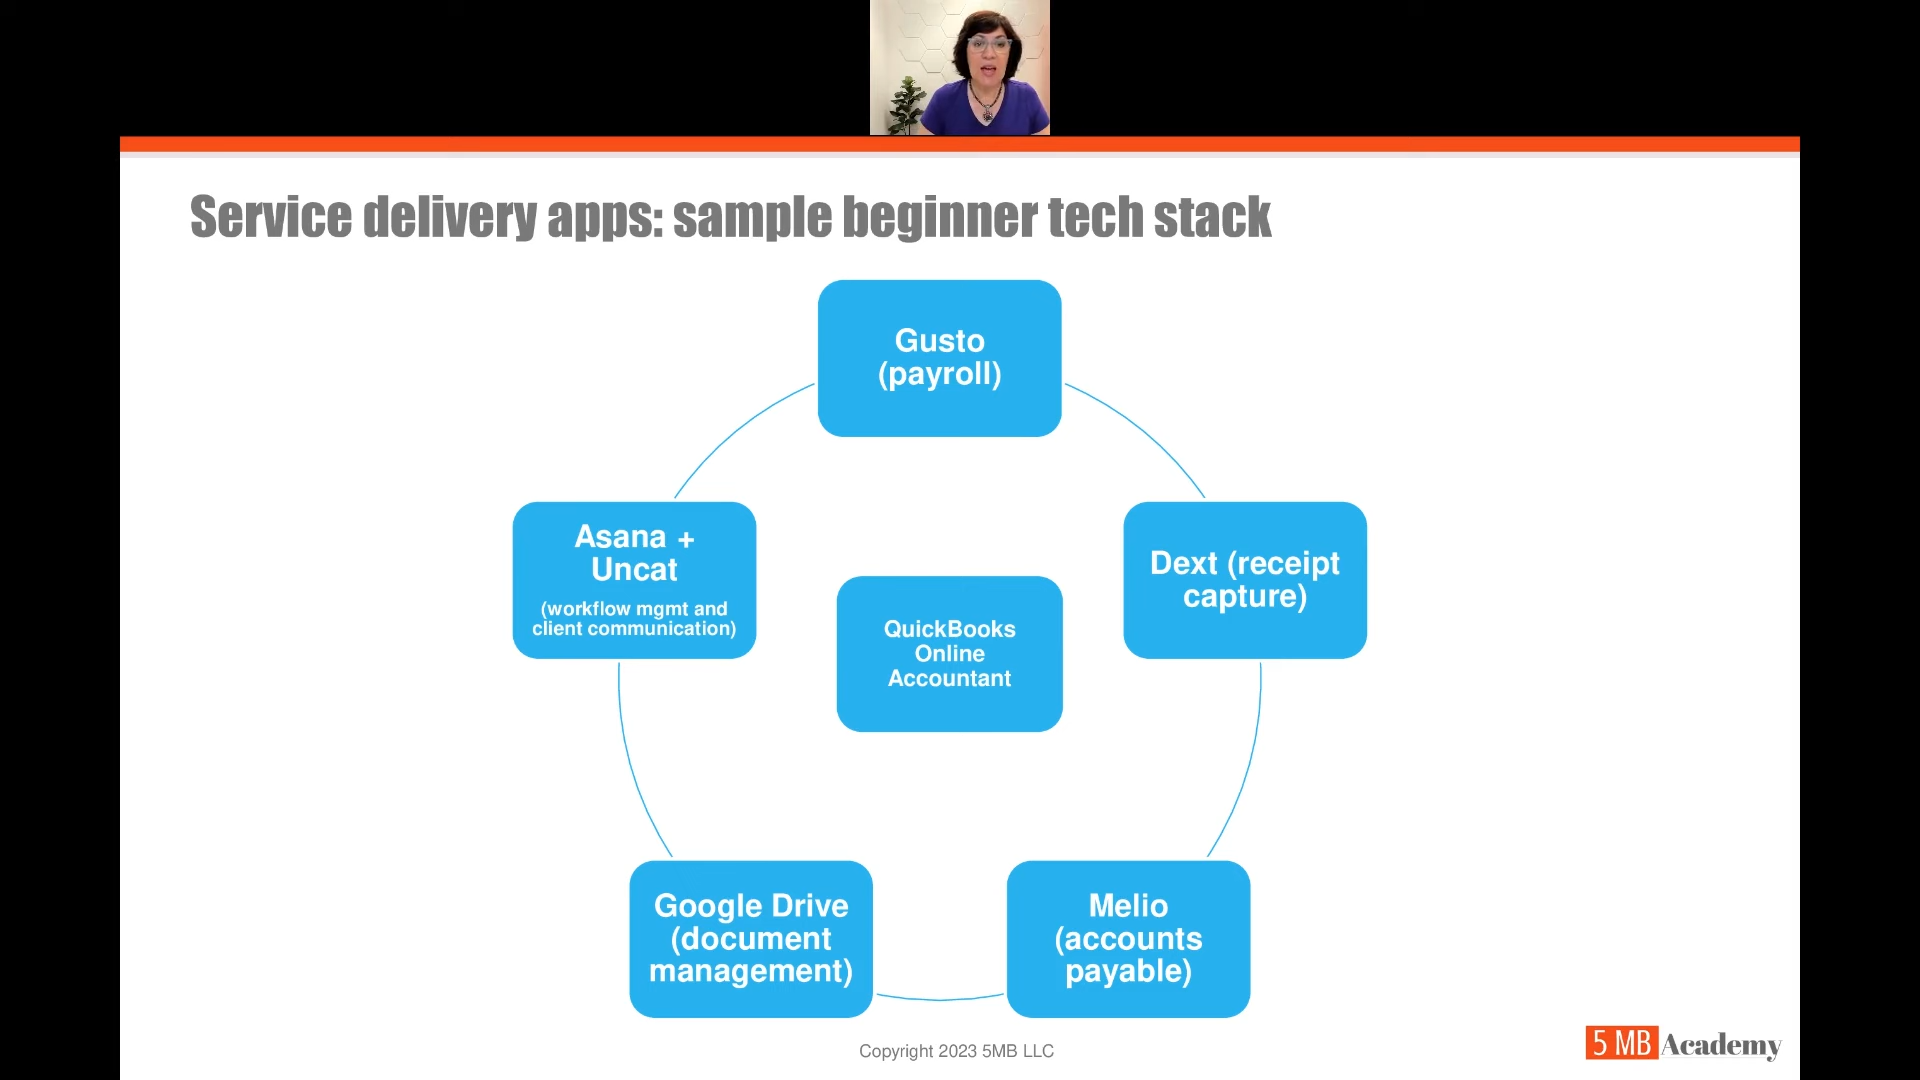 Service delivery apps: sample beginner tech stack
Gusto
(payroll)
Asana +
Uncat
(workflow mgmt and
client communication)
Dext (receipt
capture)
QuickBooks
Online
Accountant
Google Drive
(document
management)
Melio
(accounts
payable)
Copyright 2023 5MB LLC
5 MB Academy